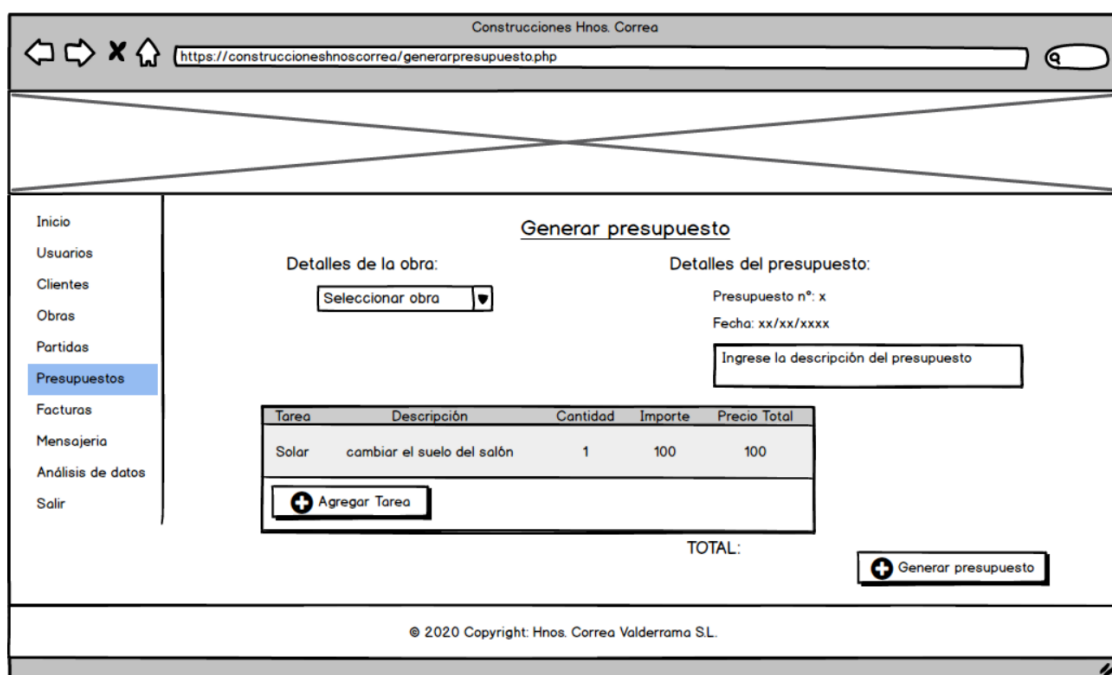 Construcciones Hnos. Correa
https://construccioneshnoscorrea/generarpresupuesto.php
Inicio
Usuarios
Clientes
Obras
Partidas
Presupuestos
Facturas
Mensajeria
Análisis de datos
Salir
Generar presupuesto
Detalles de la obra:
Seleccionar obra
Detalles del presupuesto:
Presupuesto nº: x
Fecha: xx/xx/xxxx
Ingrese la descripción del presupuesto
Tarea Descripción Cantidad Importe Precio Total
Solar cambiar el suelo del salón 1 100 100
Agregar Tarea
TOTAL:
Generar presupuesto
© 2020 Copyright: Hnos. Correa Valderrama S.L.